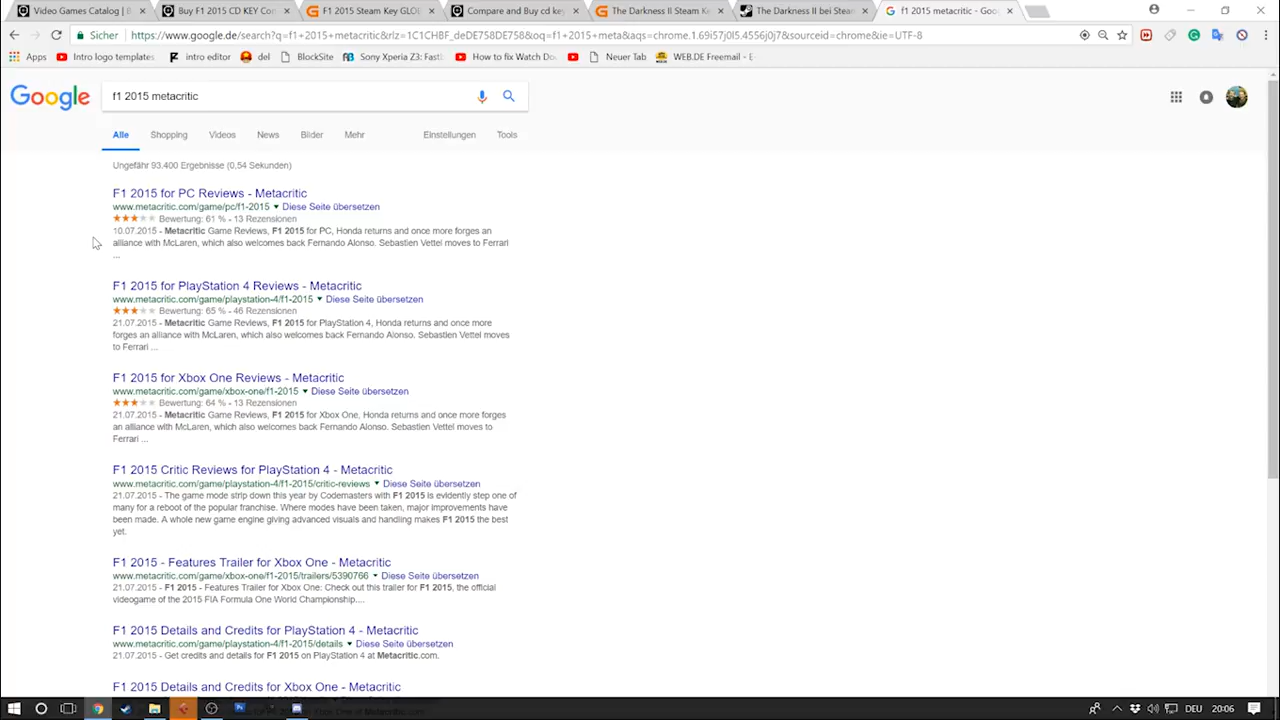 Video Games Catalog | B
Buy F1 2015 CD KEY Con
F1 2015 Steam Key GLO
Compare and Buy cd key
The Darkness II Steam Ke
The Darkness II bei Steam
f1 2015 metacritic - Goo
Sicher
https://www.google.de/search?q=f1+2015+metacritic&rlz=1C1CHBF_deDE758DE758&oq=f1+2015+meta&aqs=chrome.1.69i57j0l5.4556j0j7&sourceid=chrome&ie=UTF-8
Apps
Intro logo templates
intro editor
del
BlockSite
Sony Xperia Z3: Fastb
How to fix Watch Do
Neuer Tab
WEB.DE Freemail - E-
Google
f1 2015 metacritic
Alle
Shopping
Videos
News
Bilder
Mehr
Einstellungen
Tools
Ungefähr 93.400 Ergebnisse (0,54 Sekunden)
F1 2015 for PC Reviews - Metacritic
www.metacritic.com/game/pc/f1-2015 ▼ Diese Seite übersetzen
★★★★★ Bewertung: 61 % - 13 Rezensionen
10.07.2015 - Metacritic Game Reviews, F1 2015 for PC, Honda returns and once more forges an
alliance with McLaren, which also welcomes back Fernando Alonso. Sebastien Vettel moves to Ferrari
...
F1 2015 for PlayStation 4 Reviews - Metacritic
www.metacritic.com/game/playstation-4/f1-2015 ▼ Diese Seite übersetzen
★★★★★ Bewertung: 65 % - 46 Rezensionen
21.07.2015 - Metacritic Game Reviews, F1 2015 for PlayStation 4, Honda returns and once more
forges an alliance with McLaren, which also welcomes back Fernando Alonso. Sebastien Vettel moves
to Ferrari ...
F1 2015 for Xbox One Reviews - Metacritic
www.metacritic.com/game/xbox-one/f1-2015 ▼ Diese Seite übersetzen
★★★★★ Bewertung: 64 % - 13 Rezensionen
21.07.2015 - Metacritic Game Reviews, F1 2015 for Xbox One, Honda returns and once more forges
an alliance with McLaren, which also welcomes back Fernando Alonso. Sebastien Vettel moves to
Ferrari ...
F1 2015 Critic Reviews for PlayStation 4 - Metacritic
www.metacritic.com/game/playstation-4/f1-2015/critic-reviews ▼ Diese Seite übersetzen
21.07.2015 - The game mode strip down this year by Codemasters with F1 2015 is evidently step one of
many for a reboot of the popular franchise. Where modes have been taken, major improvements have
been made. A whole new game engine giving advanced visuals and handling makes F1 2015 the best
yet.
F1 2015 - Features Trailer for Xbox One - Metacritic
www.metacritic.com/game/xbox-one/f1-2015/trailers/5390766 ▼ Diese Seite übersetzen
21.07.2015 - F1 2015 - Features Trailer for Xbox One: Check out this trailer for F1 2015, the official
videogame of the 2015 FIA Formula One World Championship....
F1 2015 Details and Credits for PlayStation 4 - Metacritic
www.metacritic.com/game/playstation-4/f1-2015/details ▼ Diese Seite übersetzen
21.07.2015 - Get credits and details for F1 2015 on PlayStation 4 at Metacritic.com.
F1 2015 Details and Credits for Xbox One - Metacritic
DEU
20:06